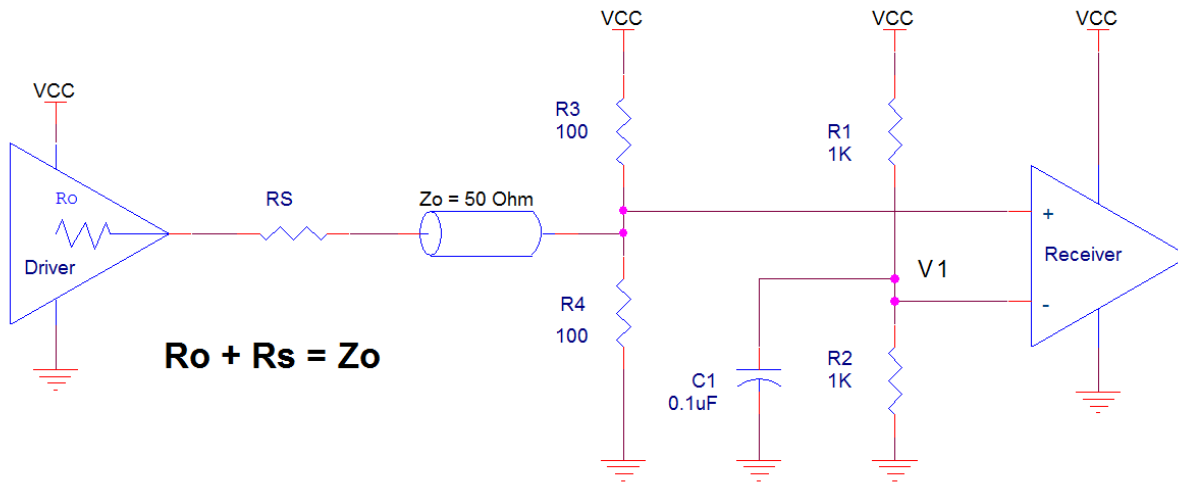 VCC
VCC
VCC
VCC
R3
100
R1
1K
Ro
RS
Zo = 50 Ohm
+
Driver
V1
Receiver
-
R4
100
Ro + Rs = Zo
R2
1K
C1
0.1uF